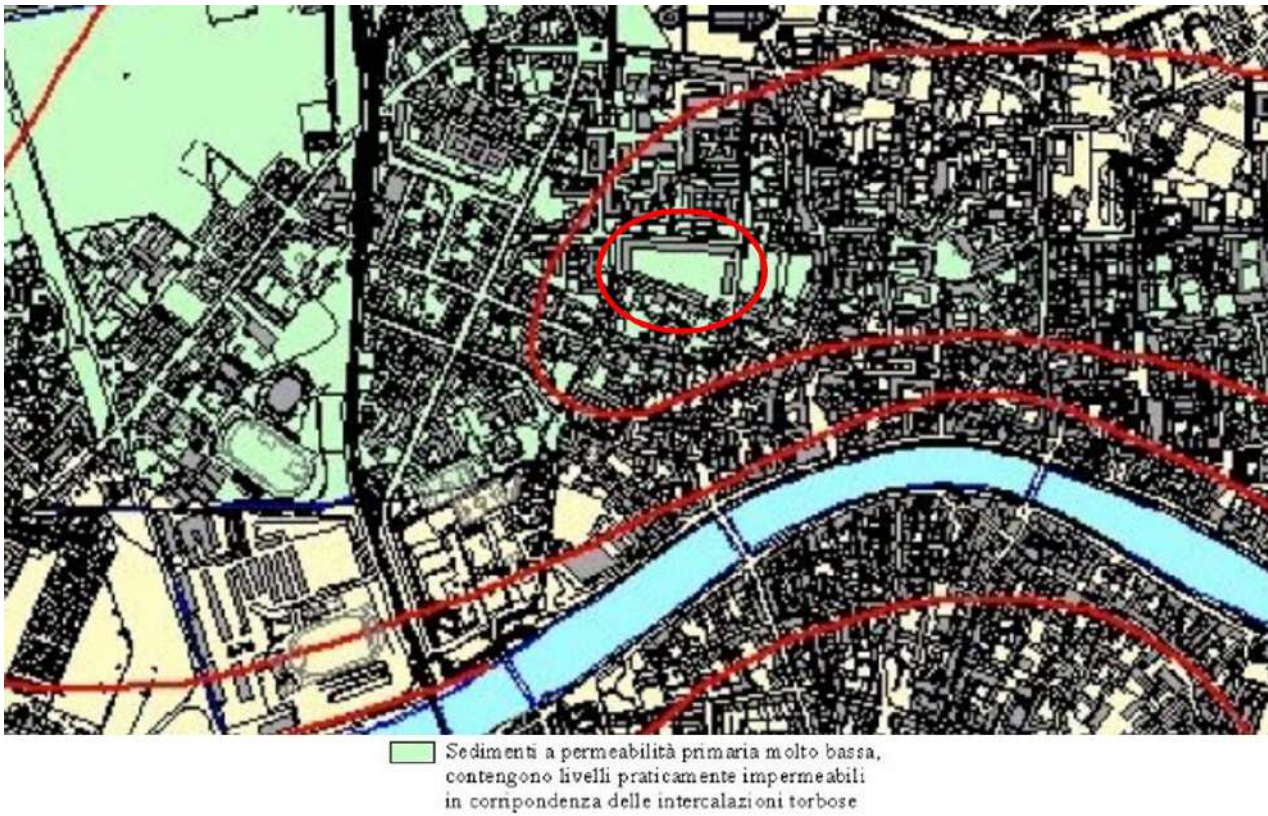 Sedimenti a permeabilità primaria molto bassa,
contengono livelli praticamente impermeabili
in corripondenza delle intercalazioni torbose